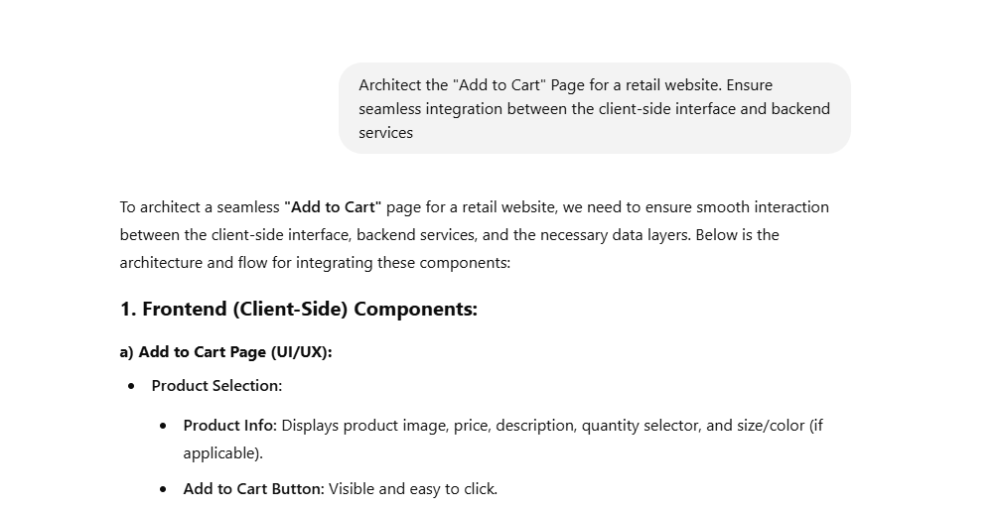 Architect the "Add to Cart" Page for a retail website. Ensure
seamless integration between the client-side interface and backend
services
To architect a seamless "Add to Cart" page for a retail website, we need to ensure smooth interaction
between the client-side interface, backend services, and the necessary data layers. Below is the
architecture and flow for integrating these components:
1. Frontend (Client-Side) Components:
a) Add to Cart Page (UI/UX):
• Product Selection:
• Product Info: Displays product image, price, description, quantity selector, and size/color (if
applicable).
• Add to Cart Button: Visible and easy to click.